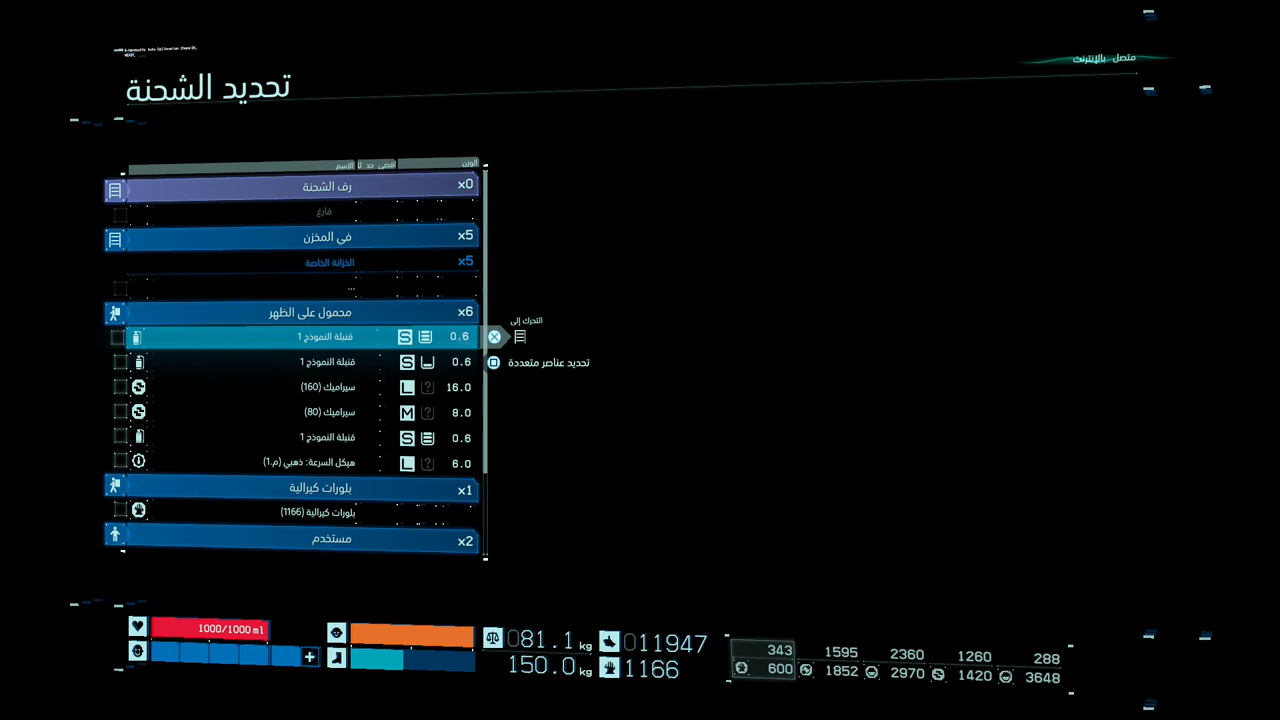 متصل بالإنترنت
تحديد الشحنة
الاسم
الوزن
رف الشحنة x0
فارغ
في المخزن x5
الخزانة الخاصة x5
...
محمول على الظهر x6
قنبلة النموذج 1 S 0.6
التحرك إلى
قنبلة النموذج 1 S 0.6
تحديد عناصر متعددة
سيراميك (160) L ? 16.0
سيراميك (80) M ? 8.0
قنبلة النموذج 1 S 0.6
هيكل السرعة: ذهبي (م.1) L ? 6.0
بلورات كيرالية x1
بلورات كيرالية (1166)
مستخدم x2
1000/1000 ml
081.1 kg 011947
150.0 kg 1166
343 1595 2360 1260 288
600 1852 2970 1420 3648